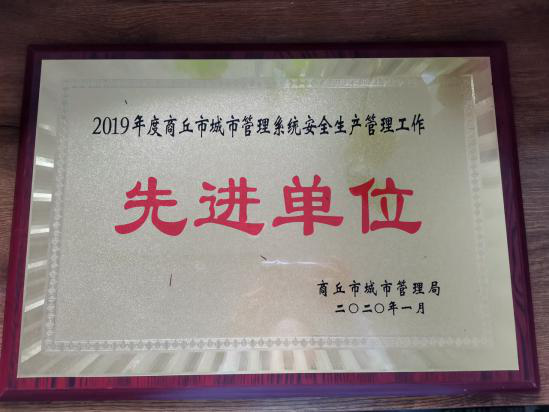 2019年度商丘市城市管理系统安全生产管理工作
先进单位
商丘市城市管理局
二〇二〇年一月